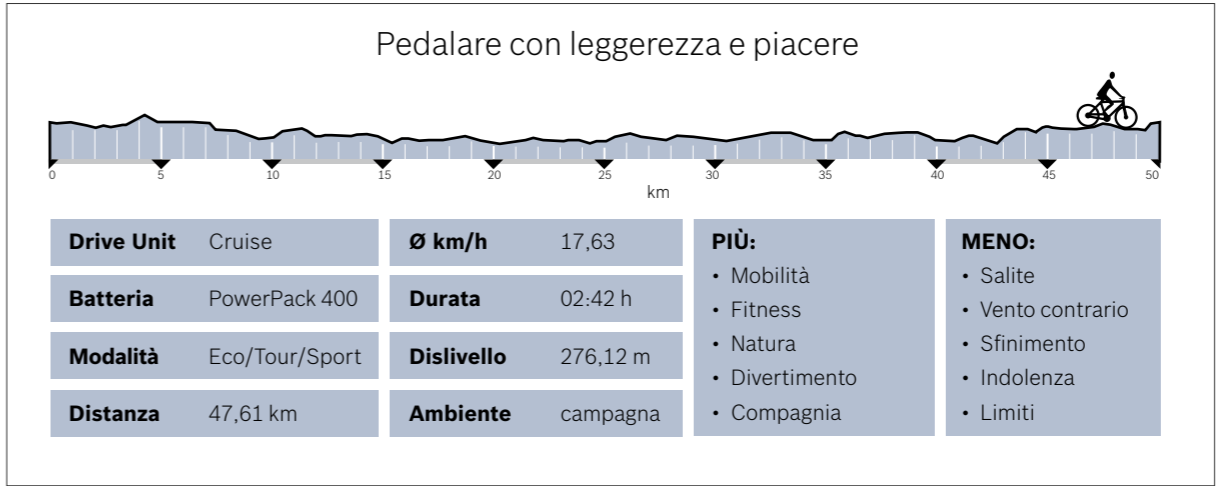 Pedalare con leggerezza e piacere
0 5 10 15 20 25 30 35 40 45 50
km
Drive Unit Cruise
Batteria PowerPack 400
Modalità Eco/Tour/Sport
Distanza 47,61 km
Ø km/h 17,63
Durata 02:42 h
Dislivello 276,12 m
Ambiente campagna
PIÙ:
• Mobilità
• Fitness
• Natura
• Divertimento
• Compagnia
MENO:
• Salite
• Vento contrario
• Sfinimento
• Indolenza
• Limiti